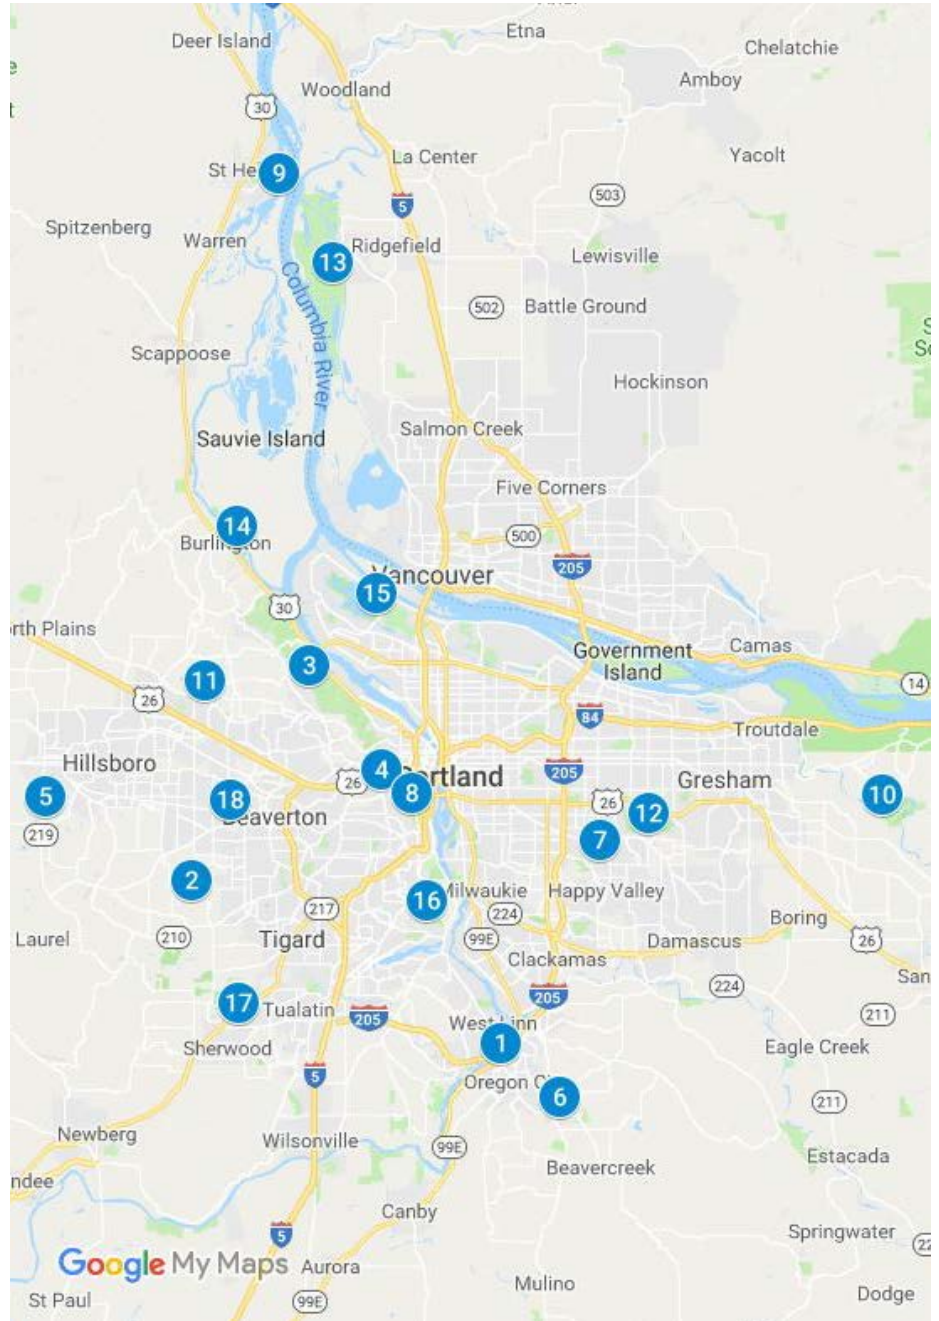 Etna
Deer Island
Chelatchie
Amboy
Woodland
30
La Center
Yacolt
St He
9
503
5
Spitzenberg
Warren
Ridgefield
Lewisville
13
Columbia River
502
Battle Ground
Scappoose
Hockinson
Salmon Creek
Sauvie Island
Five Corners
14
Burlington
500
205
Vancouver
15
30
rth Plains
Government
Island
Camas
3
11
14
26
84
Troutdale
Hillsboro
4
26
ortland
205
Gresham
5
18
8
26
12
10
219
Beaverton
7
2
16
Milwaukie
Happy Valley
217
224
Boring
Laurel
210
Tigard
99E
Damascus
26
Clackamas
San
224
205
17
Tualatin
205
211
West Linn
1
Sherwood
Eagle Creek
5
Oregon C
6
211
Newberg
Wilsonville
99E
Estacada
Beavercreek
ndee
Canby
Springwater
5
22
Google My Maps
Aurora
Mulino
St Paul
99E
Dodge